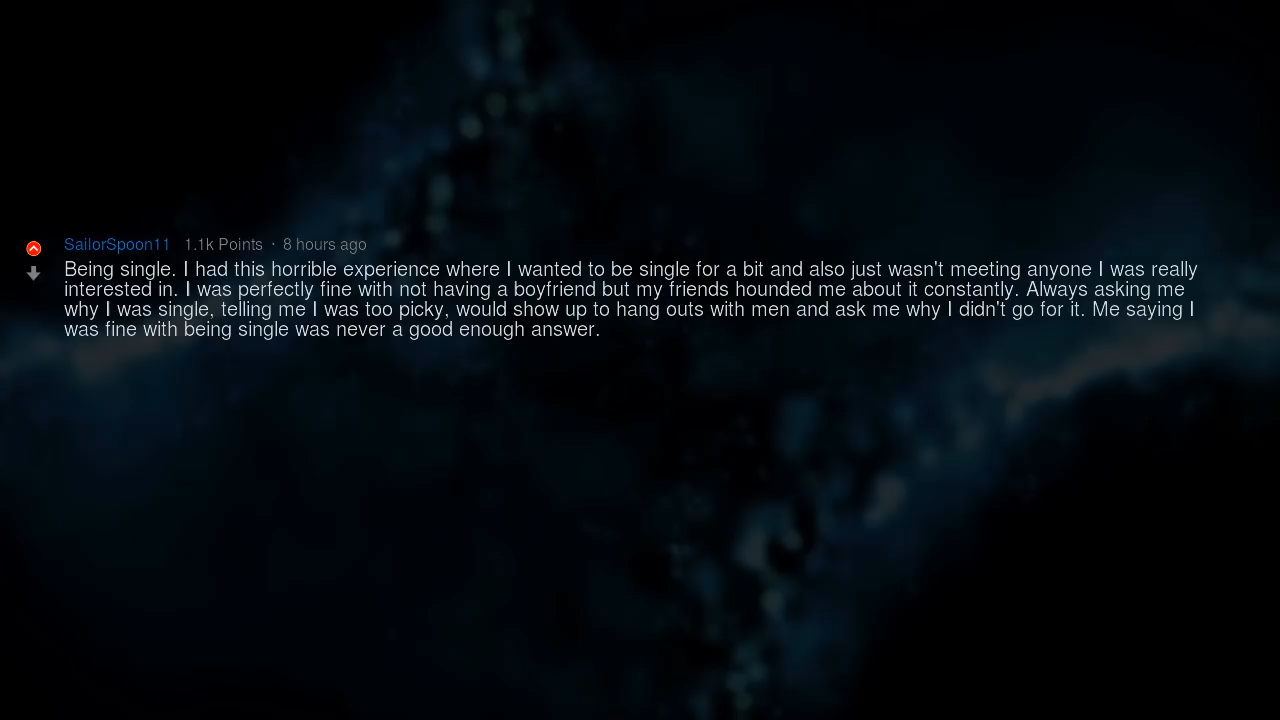 SailorSpoon11 1.1k Points · 8 hours ago
Being single. I had this horrible experience where I wanted to be single for a bit and also just wasn't meeting anyone I was really
interested in. I was perfectly fine with not having a boyfriend but my friends hounded me about it constantly. Always asking me
why I was single, telling me I was too picky, would show up to hang outs with men and ask me why I didn't go for it. Me saying I
was fine with being single was never a good enough answer.